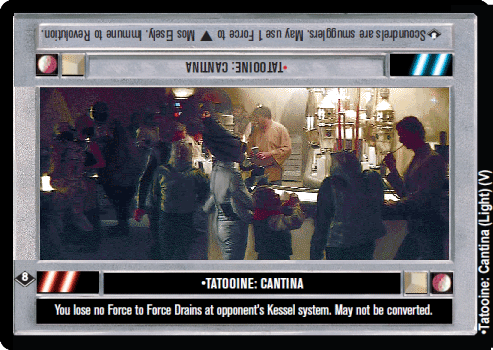 Scoundrels are smugglers. May use 1 Force to ▼ Mos Eisely. Immune to Revolution.
•TATOOINE: CANTINA
8
•TATOOINE: CANTINA
You lose no Force to Force Drains at opponent's Kessel system. May not be converted.
•Tatooine: Cantina (Light) (V)